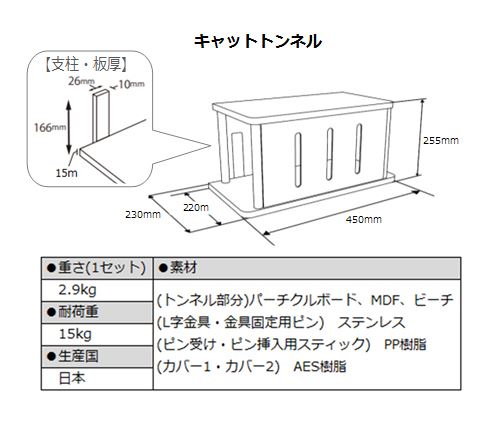 キャットトンネル
【支柱・板厚】
26mm
10mm
166mm
15m
255mm
230mm
220m
450mm
●重さ(1セット)
2.9kg
●耐荷重
15kg
●生産国
日本
●素材
(トンネル部分)パーチクルボード、MDF、ビーチ
(L字金具・金具固定用ピン)　ステンレス
(ピン受け・ピン挿入用スティック)　PP樹脂
(カバー1・カバー2)　AES樹脂